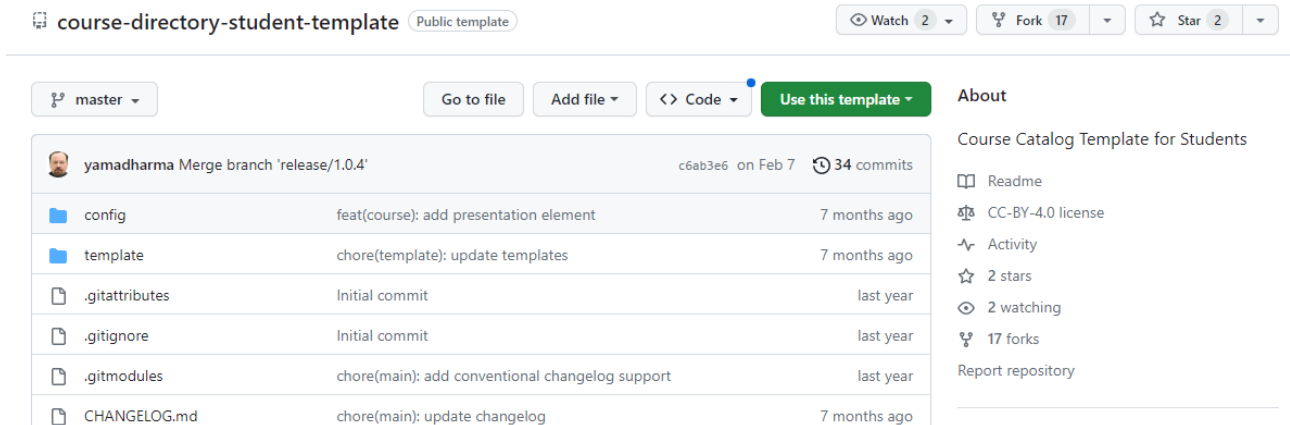 course-directory-student-template Public template Watch 2 Fork 17 Star 2
master Go to file Add file <> Code Use this template
About
Course Catalog Template for Students
yamadharma Merge branch 'release/1.0.4' c6ab3e6 on Feb 7 34 commits
Readme
config feat(course): add presentation element 7 months ago
CC-BY-4.0 license
template chore(template): update templates 7 months ago
Activity
.gitattributes Initial commit last year
2 stars
.gitignore Initial commit last year
2 watching
17 forks
.gitmodules chore(main): add conventional changelog support last year
Report repository
CHANGELOG.md chore(main): update changelog 7 months ago